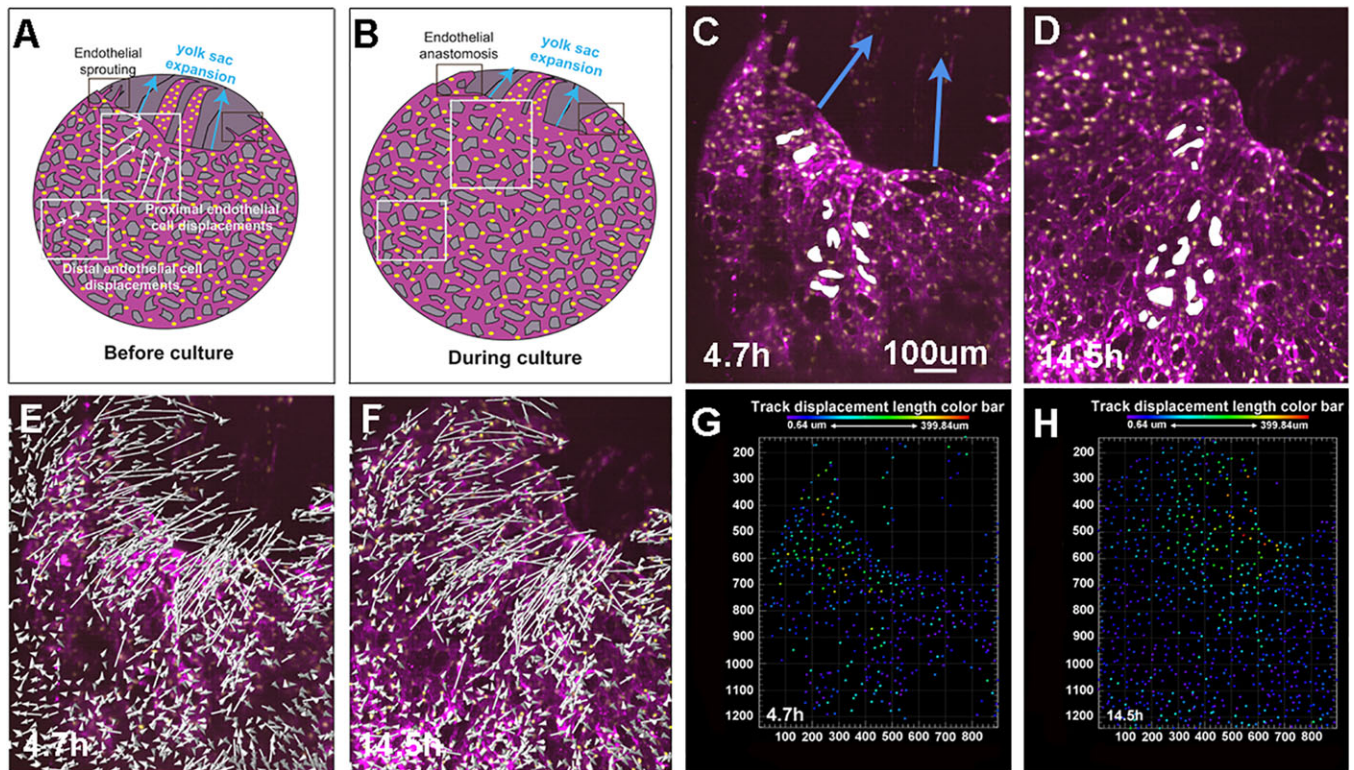 A
Endothelial
sprouting
yolk sac
expansion
Proximal endothelial
cell displacements
Distal endothelial cell
displacements
Before culture
B
Endothelial
anastomosis
yolk sac
expansion
During culture
C
4.7h
100um
D
14.5h
E
4.7h
F
14.5h
G
Track displacement length color bar
0.64 um
399.84um
200
300
400
500
600
700
800
900
1000
1100
1200
4.7h
100 200 300 400 500 600 700 800
H
Track displacement length color bar
0.64 um
399.84um
200
300
400
500
600
700
800
900
1000
1100
1200
14.5h
100 200 300 400 500 600 700 800